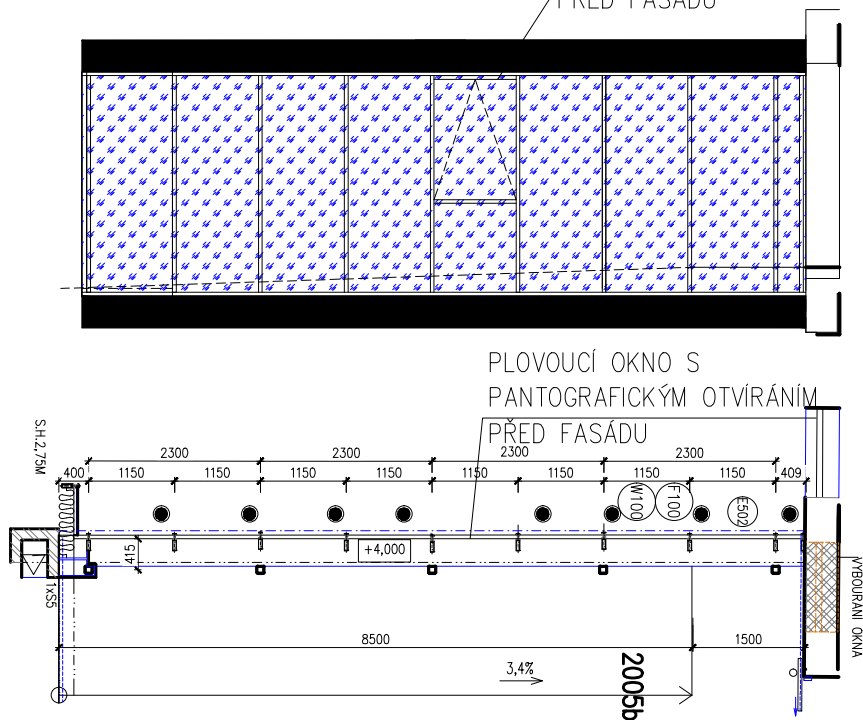 PŘED FASÁDU
PLOVOUCÍ OKNO S
PANTOGRAFICKÝM OTVÍRÁNÍM
PŘED FASÁDU
S.H.2,75M
2300
2300
2300
2300
400
1150
1150
1150
1150
1150
1150
1150
1150
409
W100
F100
E502
+4,000
415
1xS5
VYBOURÁNÍ OKNA
8500
1500
3,4%
2005b